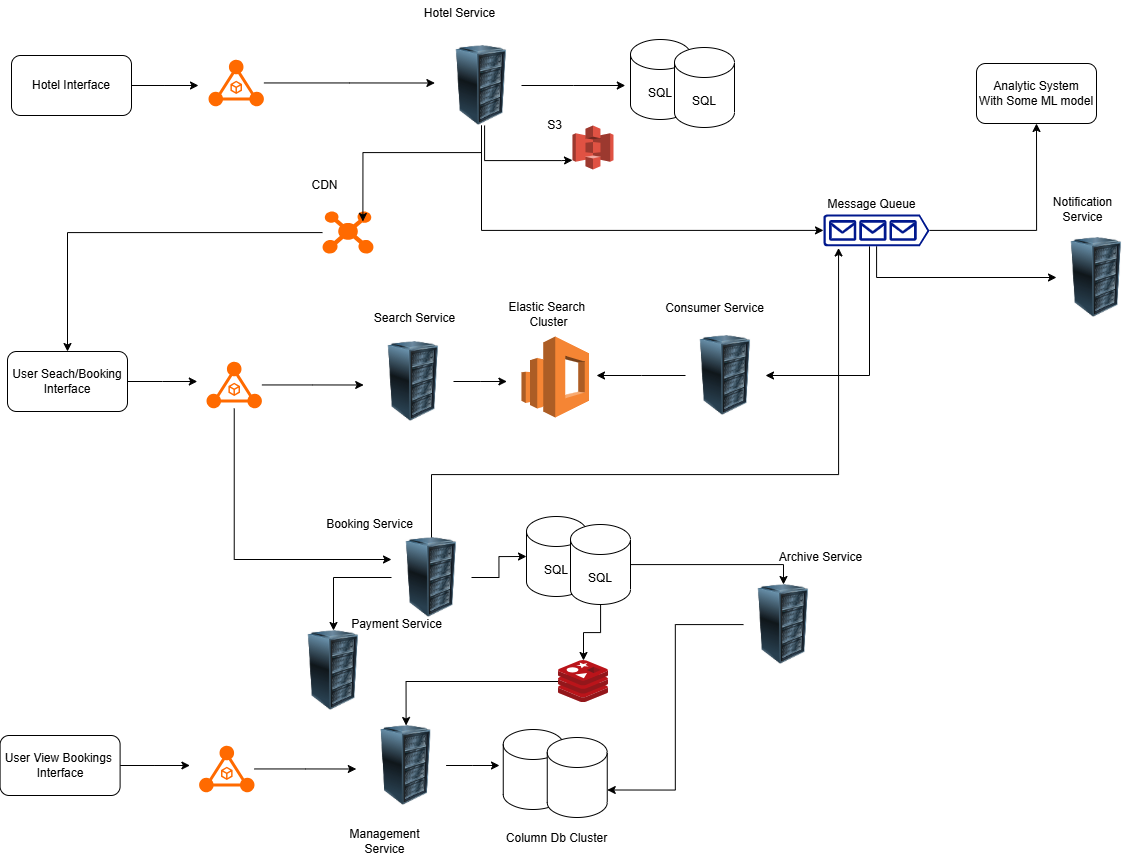 Hotel Service
Hotel Interface
SQL
SQL
Analytic System
With Some ML model
S3
CDN
Message Queue
Notification
Service
User Seach/Booking
Interface
Search Service
Elastic Search
Cluster
Consumer Service
Booking Service
SQL
SQL
Archive Service
Payment Service
User View Bookings
Interface
Management
Service
Column Db Cluster